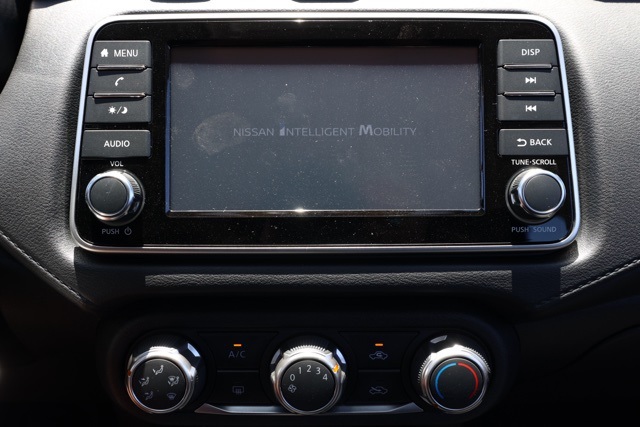 MENU
DISP
AUDIO
BACK
VOL
TUNE·SCROLL
NISSAN INTELLIGENT MOBILITY
PUSH
PUSH SOUND
A/C
0 1 2 3 4